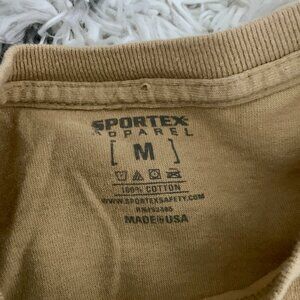 SPORTEX
APPAREL
[ M ]
100% COTTON
WWW.SPORTEXSAFETY.COM
MADE IN USA